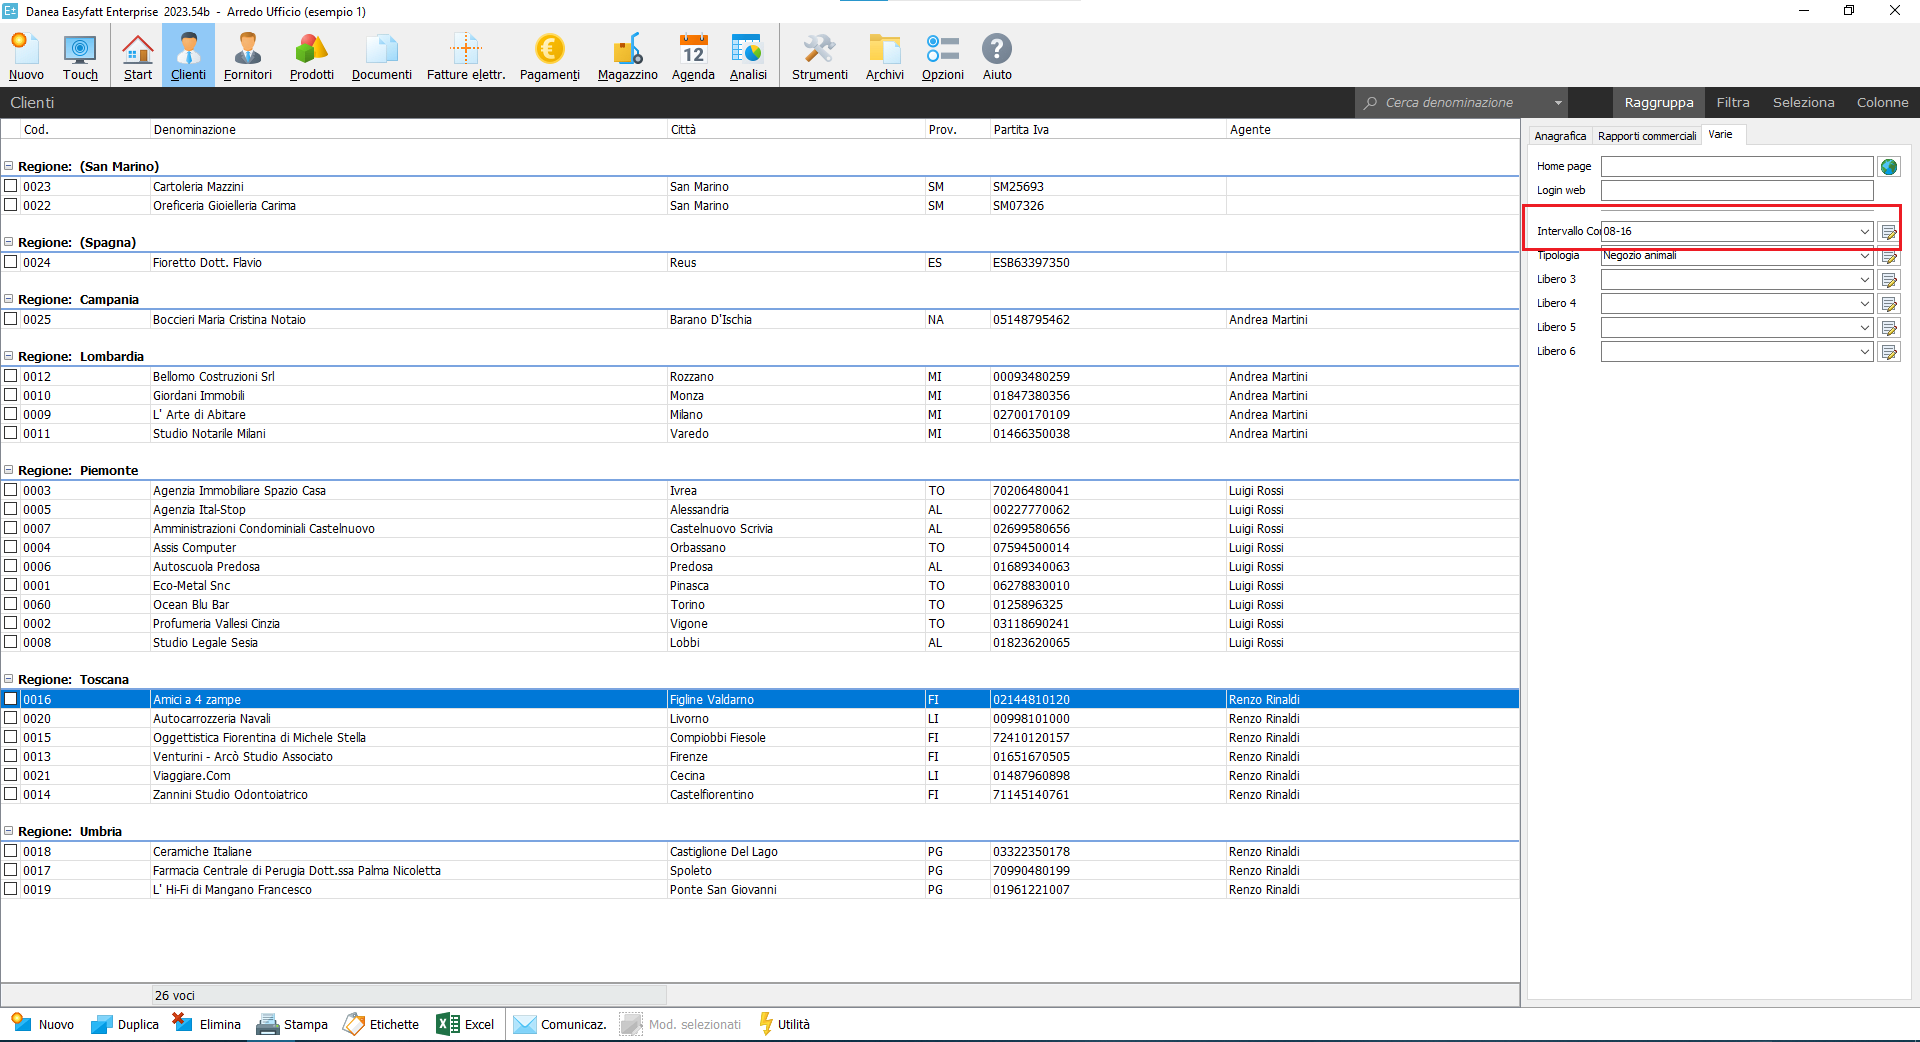 Danea Easyfatt Enterprise 2023.54b - Arredo Ufficio (esempio 1)
Nuovo Touch Start Clienti Fornitori Prodotti Documenti Fatture elettr. Pagamenti Magazzino Agenda 12 Analisi Strumenti Archivi Opzioni Aiuto
Clienti Cerca denominazione Raggruppa Filtra Seleziona Colonne
Cod. Denominazione Città Prov. Partita Iva Agente
Regione: (San Marino)
0023 Cartoleria Mazzini San Marino SM SM25693
0022 Oreficeria Gioielleria Carima San Marino SM SM07326
Regione: (Spagna)
0024 Fioretto Dott. Flavio Reus ES ESB63397350
Regione: Campania
0025 Boccieri Maria Cristina Notaio Barano D'Ischia NA 05148795462 Andrea Martini
Regione: Lombardia
0012 Bellomo Costruzioni Srl Rozzano MI 00093480259 Andrea Martini
0010 Giordani Immobili Monza MI 01847380356 Andrea Martini
0009 L' Arte di Abitare Milano MI 02700170109 Andrea Martini
0011 Studio Notarile Milani Varedo MI 01466350038 Andrea Martini
Regione: Piemonte
0003 Agenzia Immobiliare Spazio Casa Ivrea TO 70206480041 Luigi Rossi
0005 Agenzia Ital-Stop Alessandria AL 00227770062 Luigi Rossi
0007 Amministrazioni Condominiali Castelnuovo Castelnuovo Scrivia AL 02699580656 Luigi Rossi
0004 Assis Computer Orbassano TO 07594500014 Luigi Rossi
0006 Autoscuola Predosa Predosa AL 01689340063 Luigi Rossi
0001 Eco-Metal Snc Pinasca TO 06278830010 Luigi Rossi
0060 Ocean Blu Bar Torino TO 0125896325 Luigi Rossi
0002 Profumeria Vallesi Cinzia Vigone TO 03118690241 Luigi Rossi
0008 Studio Legale Sesia Lobbi AL 01823620065 Luigi Rossi
Regione: Toscana
0016 Amici a 4 zampe Figline Valdarno FI 02144810120 Renzo Rinaldi
0020 Autocarrozzeria Navali Livorno LI 00998101000 Renzo Rinaldi
0015 Oggettistica Fiorentina di Michele Stella Compiobbi Fiesole FI 72410120157 Renzo Rinaldi
0013 Venturini - Arcò Studio Associato Firenze FI 01651670505 Renzo Rinaldi
0021 Viaggiare.Com Cecina LI 01487960898 Renzo Rinaldi
0014 Zannini Studio Odontoiatrico Castelfiorentino FI 71145140761 Renzo Rinaldi
Regione: Umbria
0018 Ceramiche Italiane Castiglione Del Lago PG 03322350178 Renzo Rinaldi
0017 Farmacia Centrale di Perugia Dott.ssa Palma Nicoletta Spoleto PG 70990480199 Renzo Rinaldi
0019 L' Hi-Fi di Mangano Francesco Ponte San Giovanni PG 01961221007 Renzo Rinaldi
26 voci
Anagrafica Rapporti commerciali Varie
Home page
Login web
Intervallo Co 08-16
Tipologia Negozio animali
Libero 3
Libero 4
Libero 5
Libero 6
Nuovo Duplica Elimina Stampa Etichette Excel Comunicaz. Mod. selezionati Utilità